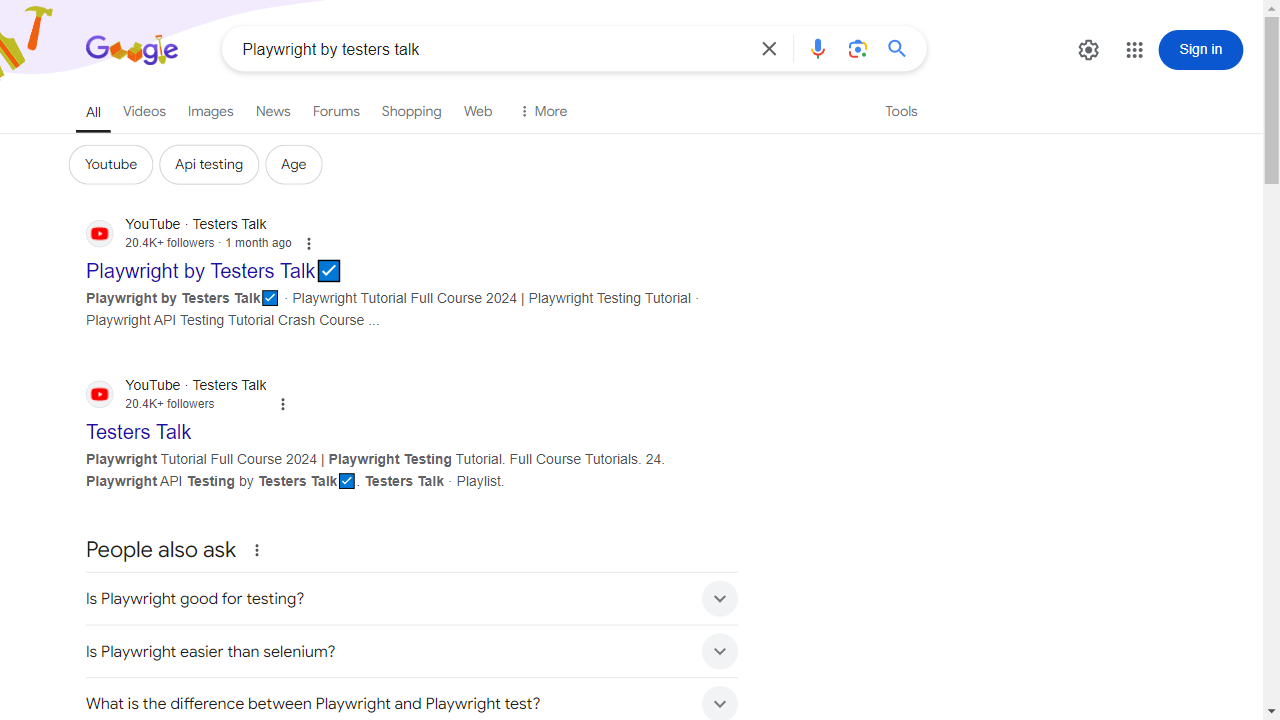 Google
Playwright by testers talk
Sign in
All Videos Images News Forums Shopping Web More Tools
Youtube Api testing Age
YouTube · Testers Talk
20.4K+ followers · 1 month ago
Playwright by Testers Talk☑️
Playwright by Testers Talk☑️ · Playwright Tutorial Full Course 2024 | Playwright Testing Tutorial ·
Playwright API Testing Tutorial Crash Course ...
YouTube · Testers Talk
20.4K+ followers
Testers Talk
Playwright Tutorial Full Course 2024 | Playwright Testing Tutorial. Full Course Tutorials. 24.
Playwright API Testing by Testers Talk☑️. Testers Talk · Playlist.
People also ask
Is Playwright good for testing?
Is Playwright easier than selenium?
What is the difference between Playwright and Playwright test?